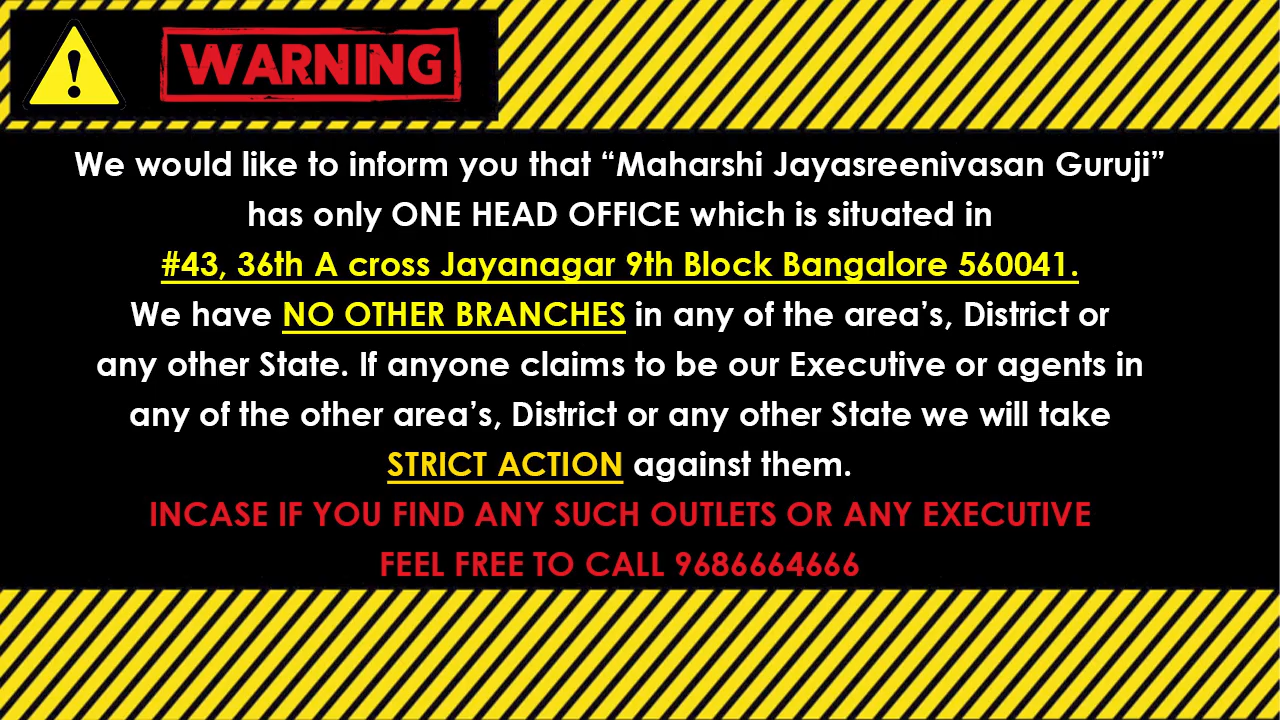 WARNING
We would like to inform you that “Maharshi Jayasreenivasan Guruji”
has only ONE HEAD OFFICE which is situated in
#43, 36th A cross Jayanagar 9th Block Bangalore 560041.
We have NO OTHER BRANCHES in any of the area’s, District or
any other State. If anyone claims to be our Executive or agents in
any of the other area’s, District or any other State we will take
STRICT ACTION against them.
INCASE IF YOU FIND ANY SUCH OUTLETS OR ANY EXECUTIVE
FEEL FREE TO CALL 9686664666